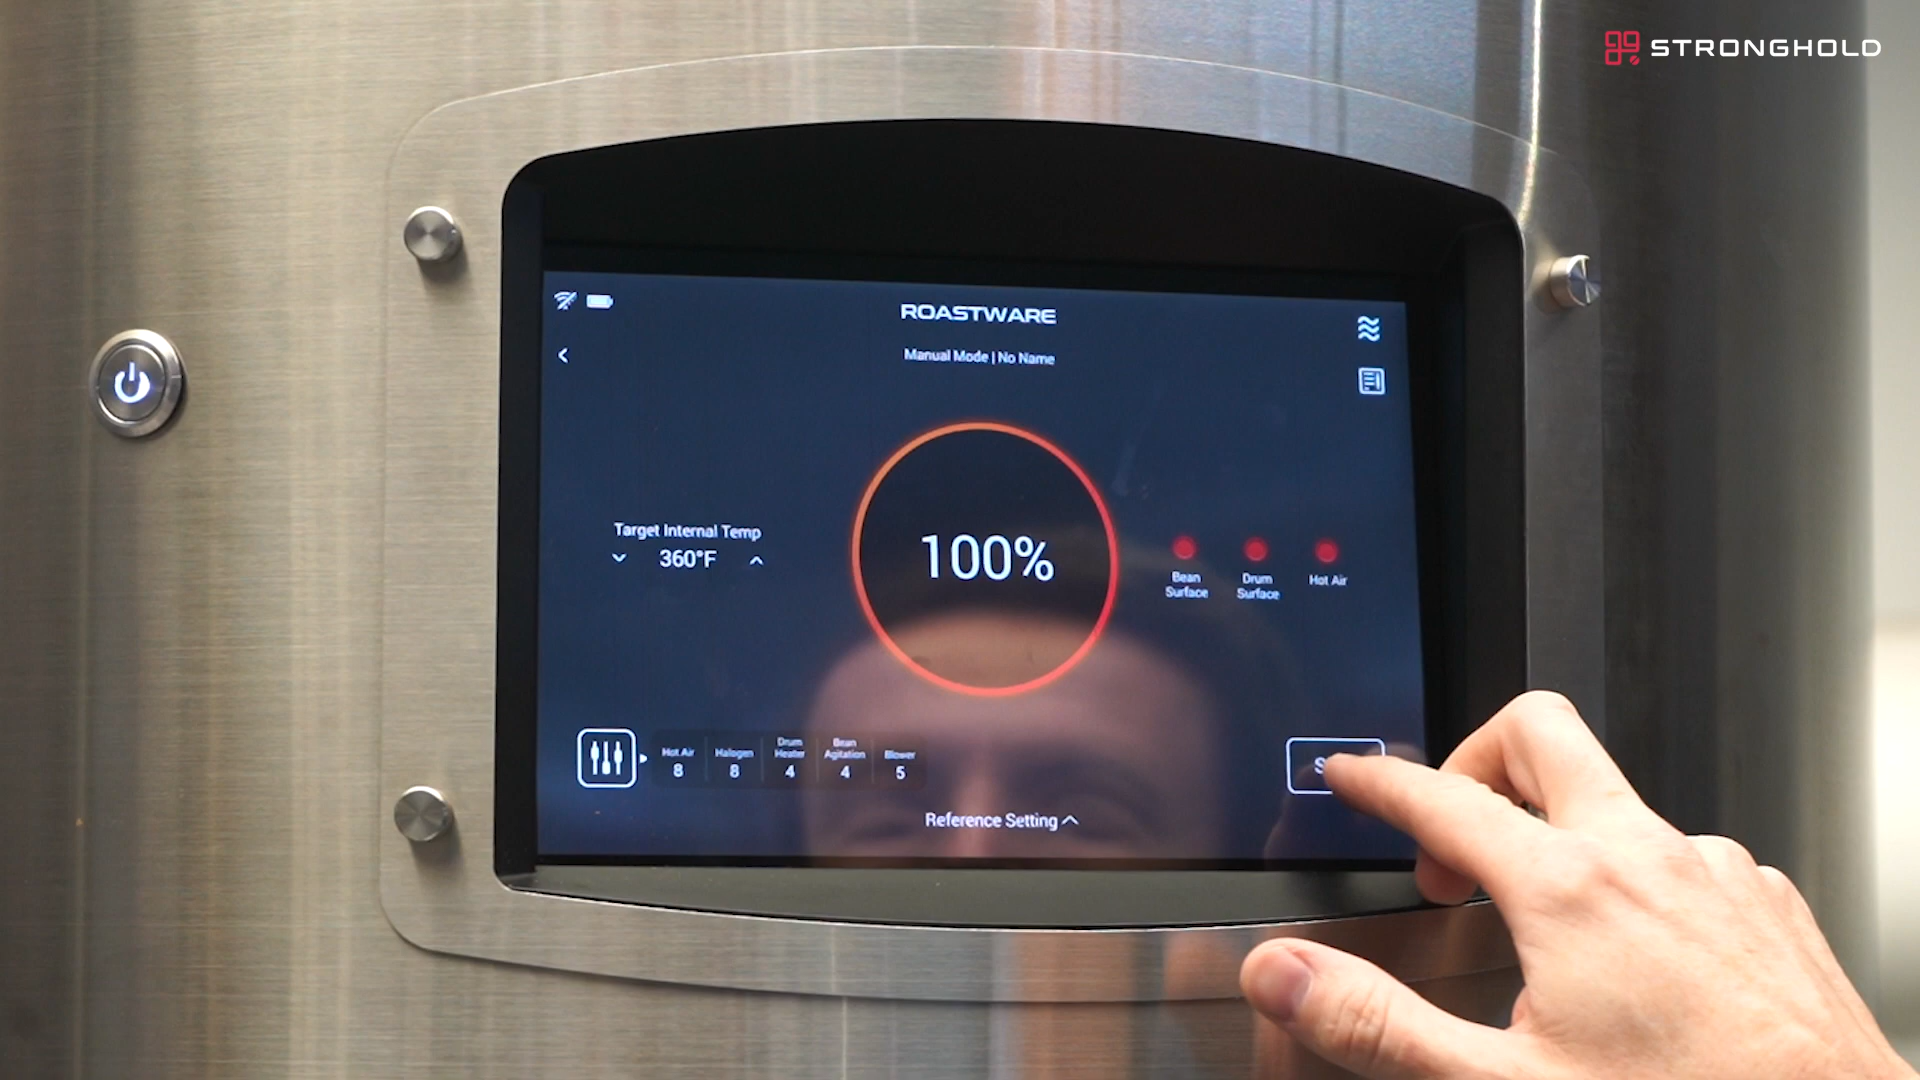 STRONGHOLD
ROASTWARE
Manual Mode | No Name
Target Internal Temp
360°F
100%
Bean
Surface
Drum
Surface
Hot Air
Hot Air
8
Halogen
8
Drum
Heater
4
Bean
Agitation
4
Blower
5
Reference Setting